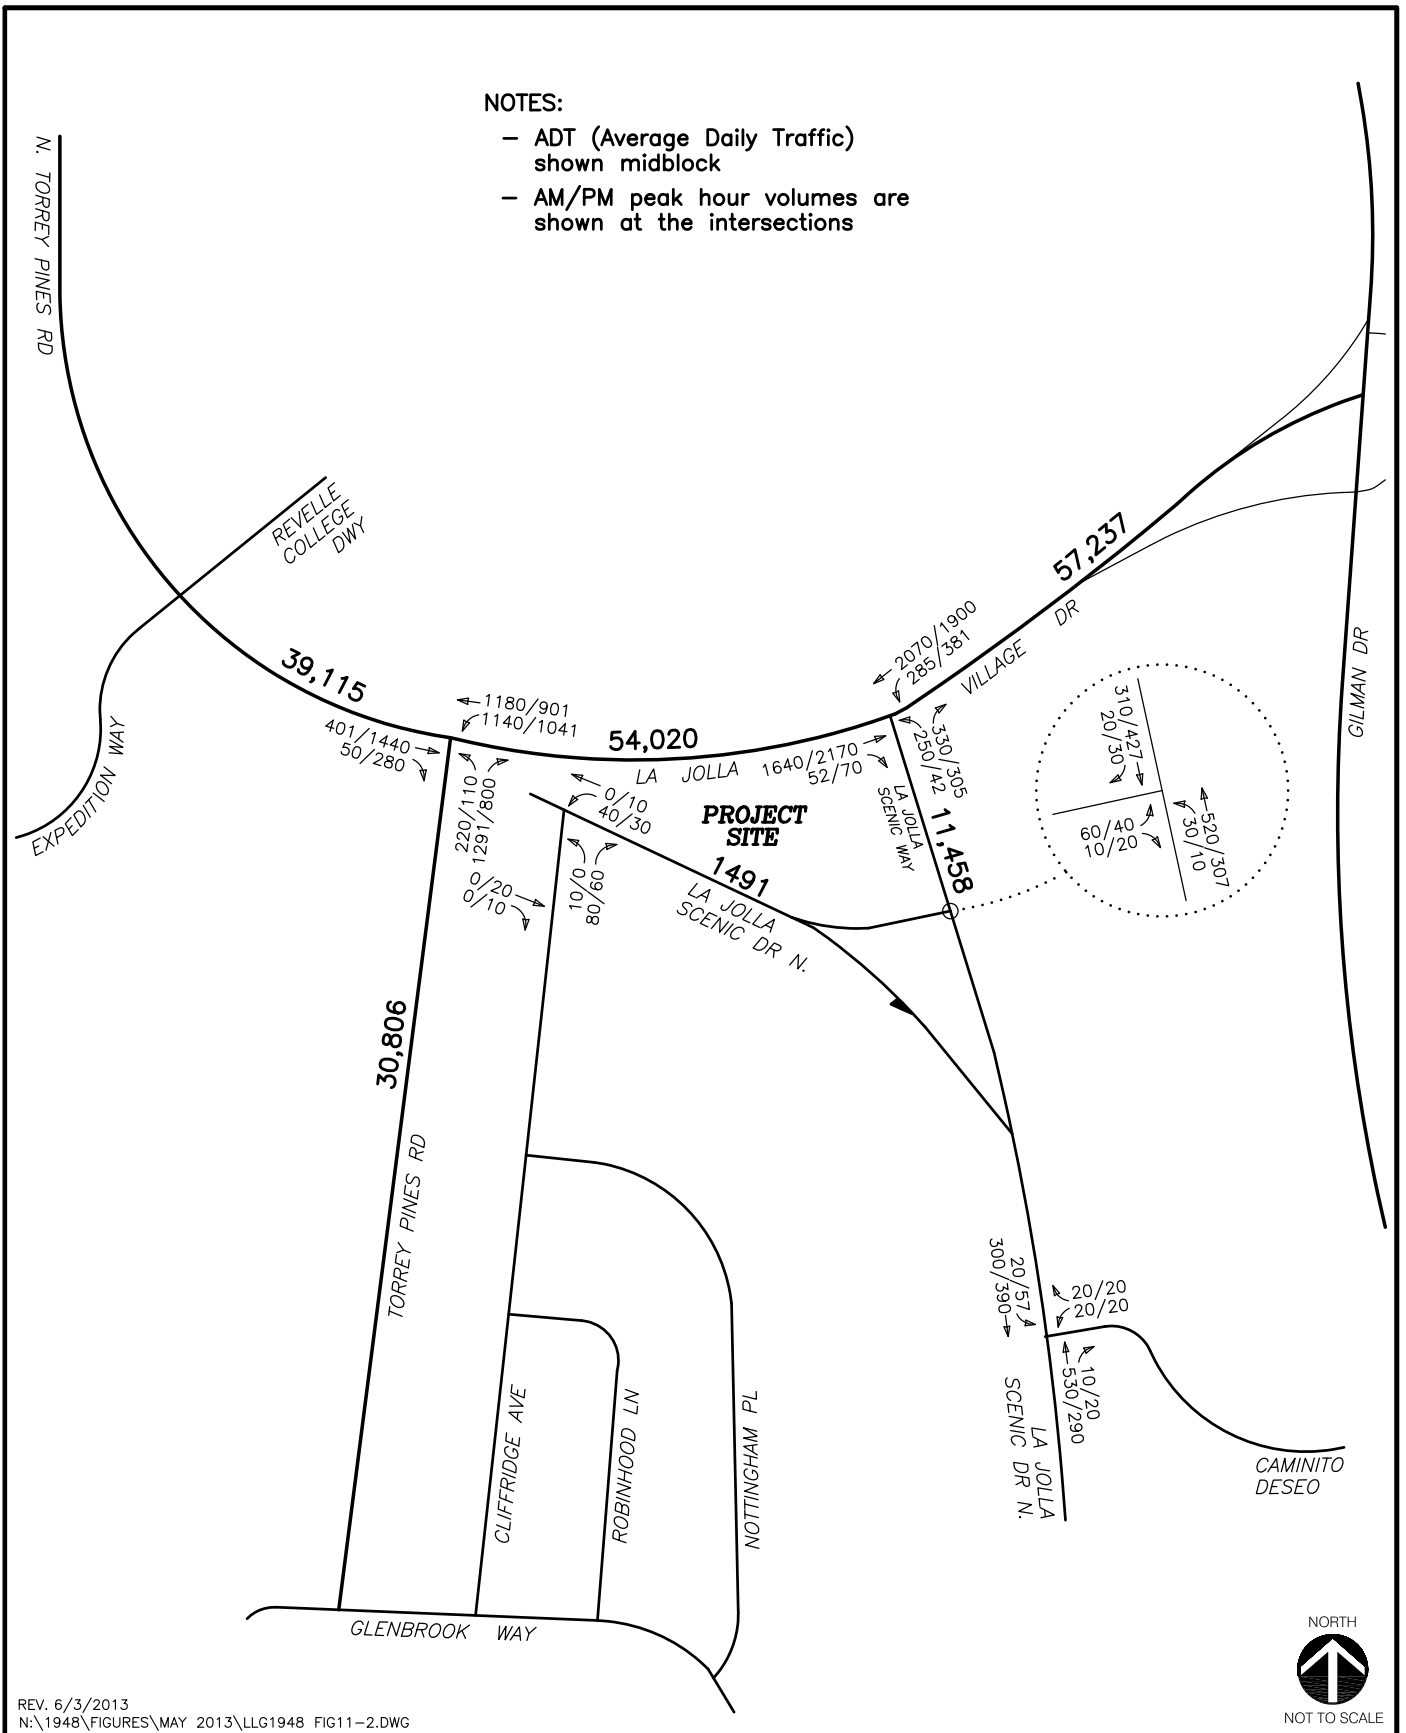 NOTES:
– ADT (Average Daily Traffic)
shown midblock
– AM/PM peak hour volumes are
shown at the intersections
N. TORREY PINES RD
REVELLE
COLLEGE
DWY
EXPEDITION WAY
39,115
401/1440
50/280
1180/901
1140/1041
220/110
1291/800
54,020
LA JOLLA
VILLAGE DR
57,237
2070/1900
285/381
1640/2170
52/70
330/305
250/42
LA JOLLA
SCENIC WAY
11,458
GILMAN DR
310/427
20/30
60/40
10/20
520/307
30/10
0/10
40/30
PROJECT
SITE
1491
LA JOLLA
SCENIC DR N.
0/20
0/10
10/0
80/60
30,806
TORREY PINES RD
CLIFFRIDGE AVE
ROBINHOOD LN
NOTTINGHAM PL
20/57
300/390
20/20
20/20
10/20
530/290
LA JOLLA
SCENIC DR N.
CAMINITO
DESEO
GLENBROOK WAY
NORTH
NOT TO SCALE
REV. 6/3/2013
N:\1948\FIGURES\MAY 2013\LLG1948 FIG11-2.DWG